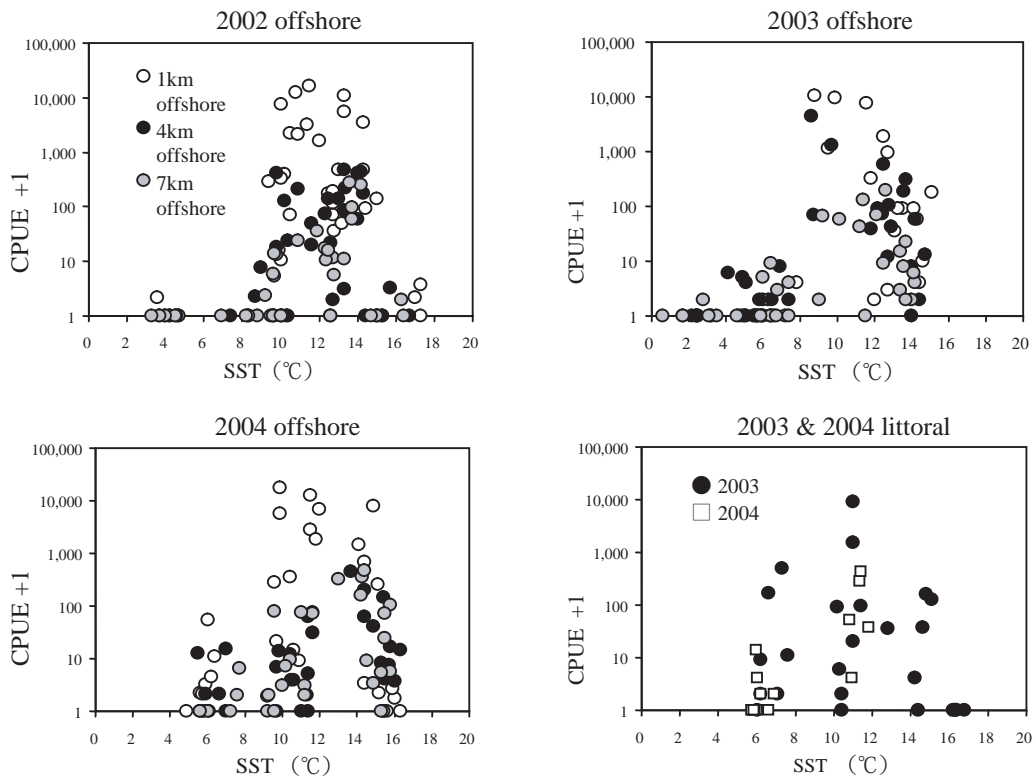 2002 offshore
100,000
10,000
1,000
100
10
1
CPUE +1
1km
offshore
4km
offshore
7km
offshore
0 2 4 6 8 10 12 14 16 18 20
SST （℃）
2003 offshore
100,000
10,000
1,000
100
10
1
CPUE +1
0 2 4 6 8 10 12 14 16 18 20
SST （℃）
2004 offshore
100,000
10,000
1,000
100
10
1
CPUE +1
0 2 4 6 8 10 12 14 16 18 20
SST （℃）
2003 & 2004 littoral
100,000
10,000
1,000
100
10
1
CPUE +1
2003
2004
0 2 4 6 8 10 12 14 16 18 20
SST （℃）